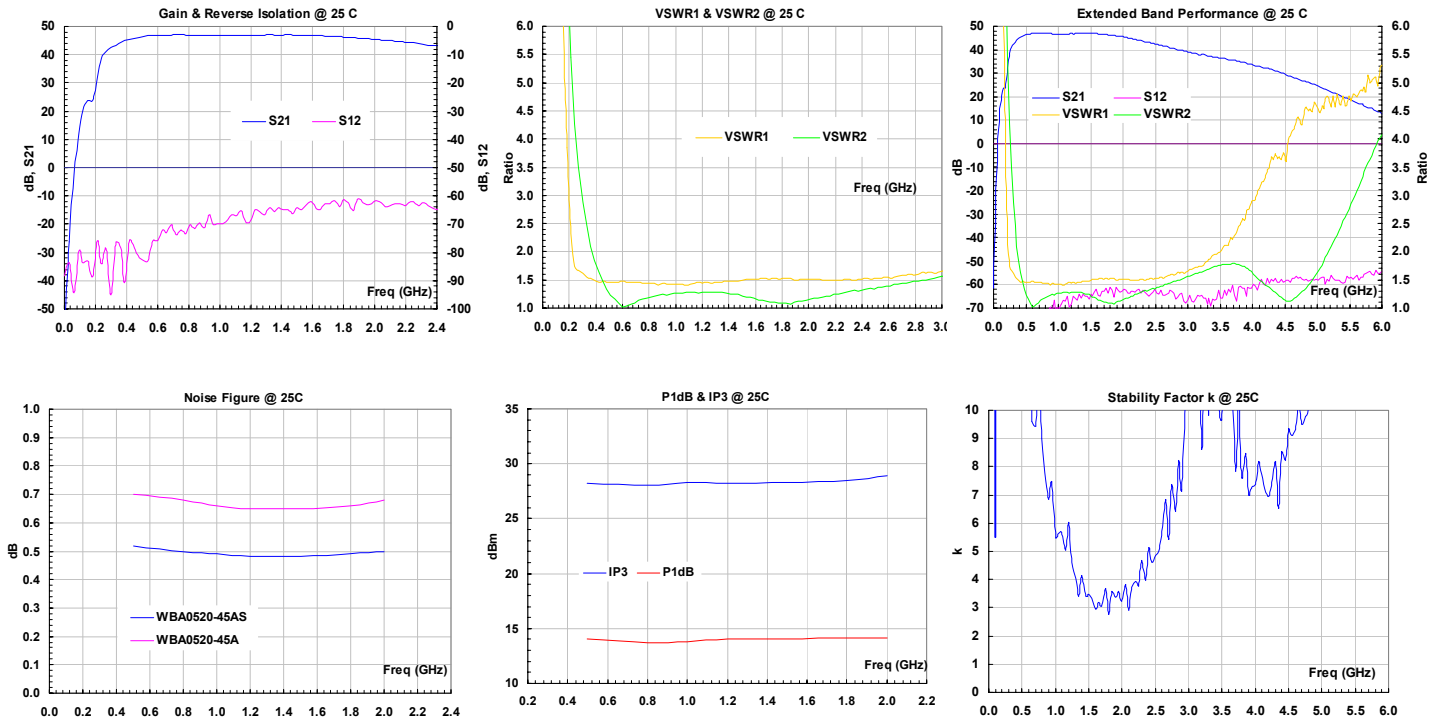 Gain & Reverse Isolation @ 25 C
50
40
30
20
10
0
-10
-20
-30
-40
-50
0
-10
-20
-30
-40
-50
-60
-70
-80
-90
-100
dB, S21
dB, S12
S21
S12
Freq (GHz)
0.0 0.2 0.4 0.6 0.8 1.0 1.2 1.4 1.6 1.8 2.0 2.2 2.4
VSWR1 & VSWR2 @ 25 C
6.0
5.5
5.0
4.5
4.0
3.5
3.0
2.5
2.0
1.5
1.0
Ratio
VSWR1
VSWR2
Freq (GHz)
0.0 0.2 0.4 0.6 0.8 1.0 1.2 1.4 1.6 1.8 2.0 2.2 2.4 2.6 2.8 3.0
Extended Band Performance @ 25 C
50
40
30
20
10
0
-10
-20
-30
-40
-50
-60
-70
6.0
5.5
5.0
4.5
4.0
3.5
3.0
2.5
2.0
1.5
1.0
dB
Ratio
S21
S12
VSWR1
VSWR2
Freq (GHz)
0.0 0.5 1.0 1.5 2.0 2.5 3.0 3.5 4.0 4.5 5.0 5.5 6.0
Noise Figure @ 25C
1.0
0.9
0.8
0.7
0.6
0.5
0.4
0.3
0.2
0.1
0.0
dB
WBA0520-45AS
WBA0520-45A
Freq (GHz)
0.0 0.2 0.4 0.6 0.8 1.0 1.2 1.4 1.6 1.8 2.0 2.2 2.4
P1dB & IP3 @ 25C
35
30
25
20
15
10
dBm
IP3
P1dB
Freq (GHz)
0.2 0.4 0.6 0.8 1.0 1.2 1.4 1.6 1.8 2.0 2.2
Stability Factor k @ 25C
10
9
8
7
6
5
4
3
2
1
0
k
Freq (GHz)
0.0 0.5 1.0 1.5 2.0 2.5 3.0 3.5 4.0 4.5 5.0 5.5 6.0